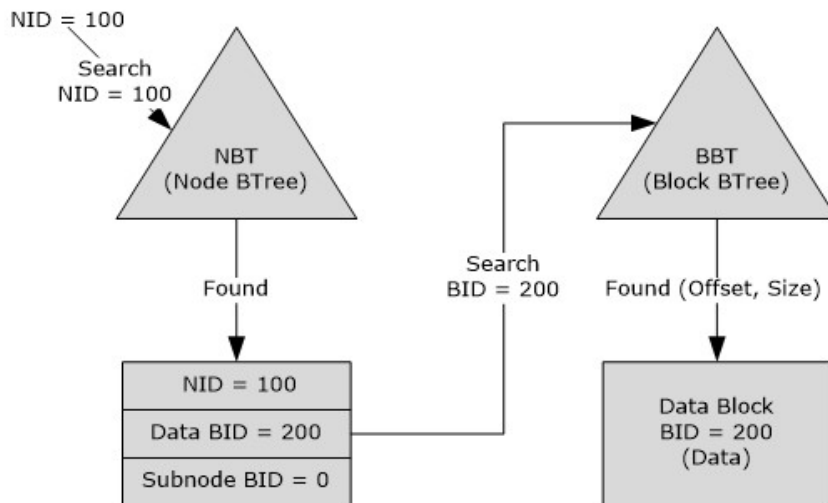 NID = 100
Search
NID = 100
NBT
(Node BTree)
Found
NID = 100
Data BID = 200
Subnode BID = 0
Search
BID = 200
BBT
(Block BTree)
Found (Offset, Size)
Data Block
BID = 200
(Data)